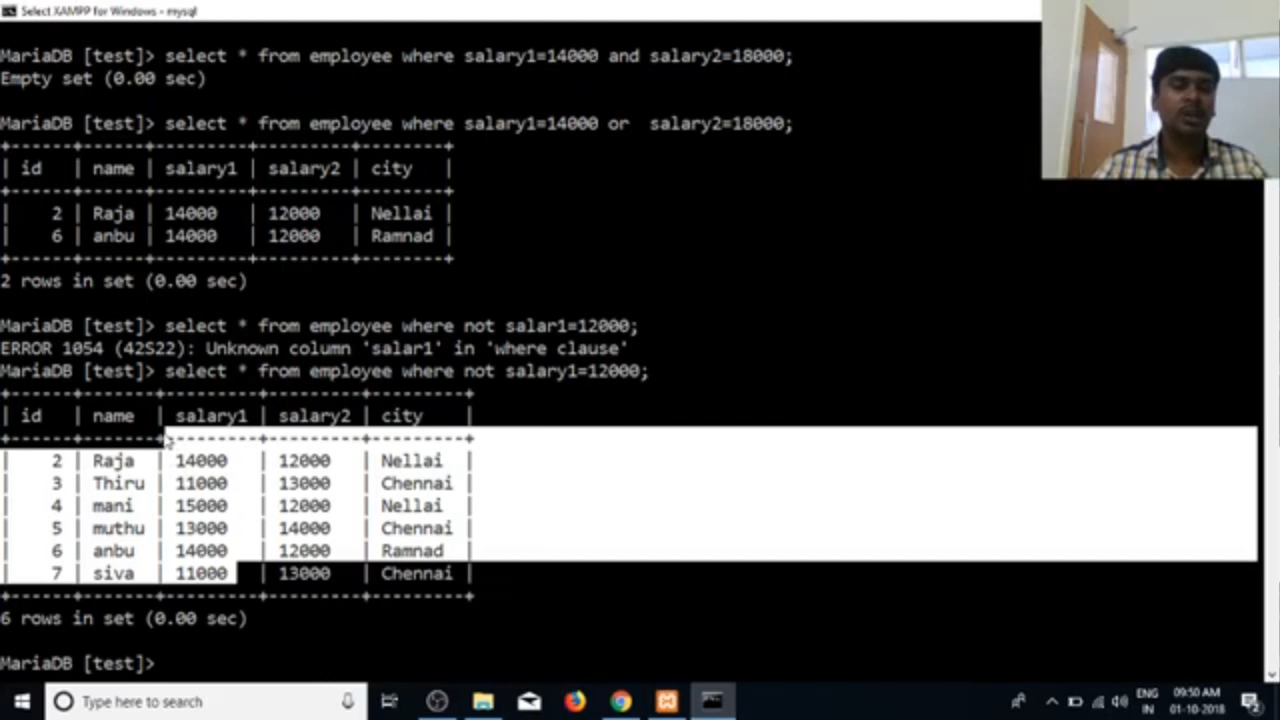 Select XAMPP for Windows - mysql
MariaDB [test]> select * from employee where salary1=14000 and salary2=18000;
Empty set (0.00 sec)
MariaDB [test]> select * from employee where salary1=14000 or  salary2=18000;
+------+-------+---------+---------+--------+
| id   | name  | salary1 | salary2 | city   |
+------+-------+---------+---------+--------+
|    2 | Raja  | 14000   | 12000   | Nellai |
|    6 | anbu  | 14000   | 12000   | Ramnad |
+------+-------+---------+---------+--------+
2 rows in set (0.00 sec)
MariaDB [test]> select * from employee where not salar1=12000;
ERROR 1054 (42S22): Unknown column 'salar1' in 'where clause'
MariaDB [test]> select * from employee where not salary1=12000;
+------+-------+---------+---------+---------+
| id   | name  | salary1 | salary2 | city    |
+------+-------+---------+---------+---------+
|    2 | Raja  | 14000   | 12000   | Nellai  |
|    3 | Thiru | 11000   | 13000   | Chennai |
|    4 | mani  | 15000   | 12000   | Nellai  |
|    5 | muthu | 13000   | 14000   | Chennai |
|    6 | anbu  | 14000   | 12000   | Ramnad  |
|    7 | siva  | 11000   | 13000   | Chennai |
+------+-------+---------+---------+---------+
6 rows in set (0.00 sec)
MariaDB [test]>
Type here to search
ENG
IN
09:50 AM
01-10-2018
2